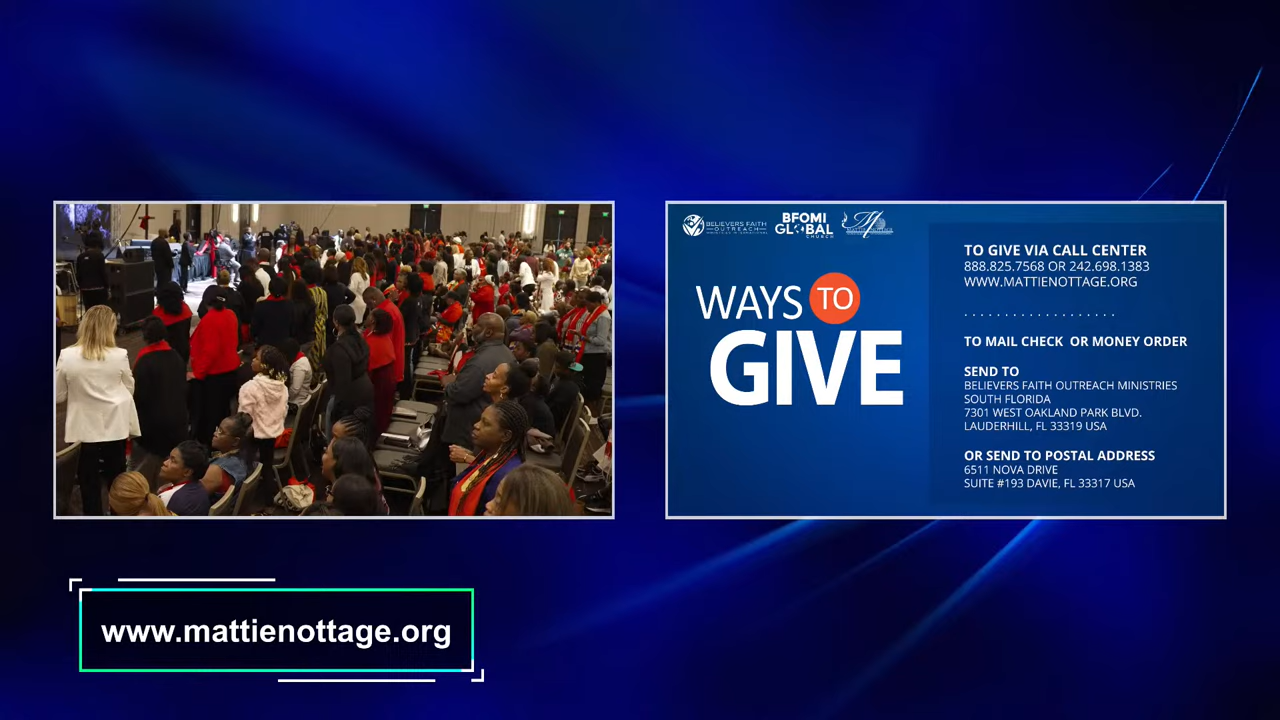 BELIEVERS FAITH
OUTREACH
BFOMI
GLOBAL
CHURCH
WAYS TO
GIVE
TO GIVE VIA CALL CENTER
888.825.7568 OR 242.698.1383
WWW.MATTIENOTTAGE.ORG
. . . . . . . . . . . . . . . . . . .
TO MAIL CHECK OR MONEY ORDER
SEND TO
BELIEVERS FAITH OUTREACH MINISTRIES
SOUTH FLORIDA
7301 WEST OAKLAND PARK BLVD.
LAUDERHILL, FL 33319 USA
OR SEND TO POSTAL ADDRESS
6511 NOVA DRIVE
SUITE #193 DAVIE, FL 33317 USA
www.mattienottage.org